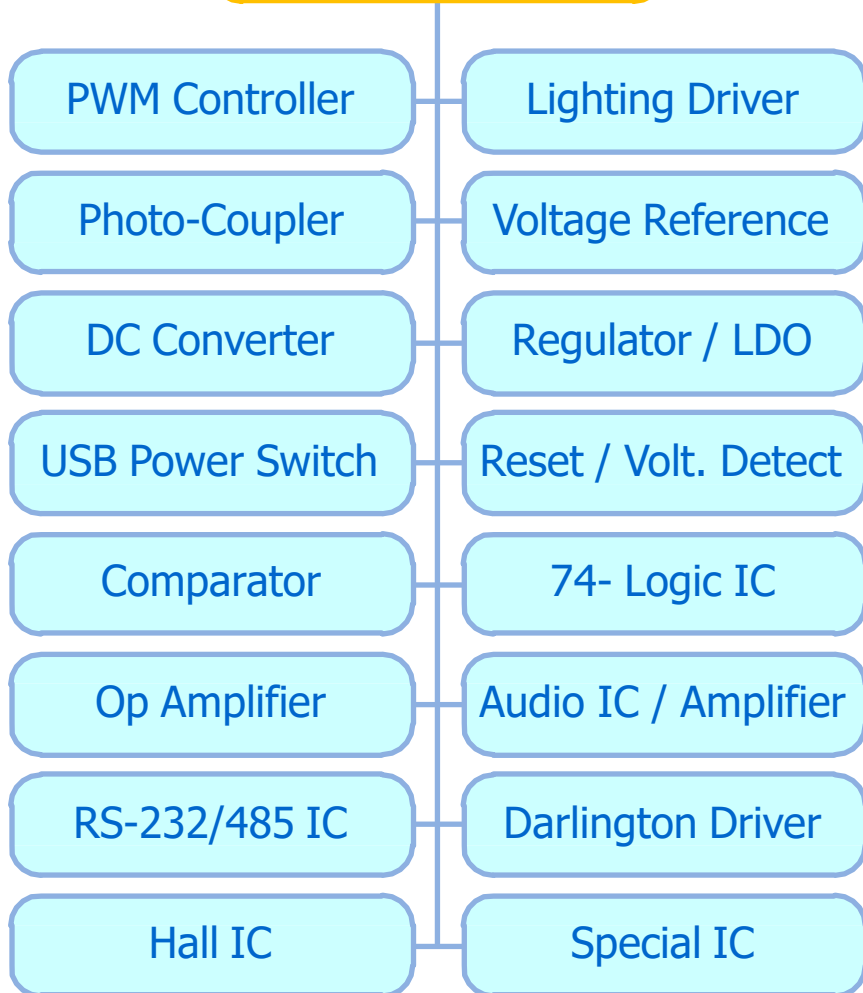 PWM Controller
Lighting Driver
Photo-Coupler
Voltage Reference
DC Converter
Regulator / LDO
USB Power Switch
Reset / Volt. Detect
Comparator
74- Logic IC
Op Amplifier
Audio IC / Amplifier
RS-232/485 IC
Darlington Driver
Hall IC
Special IC